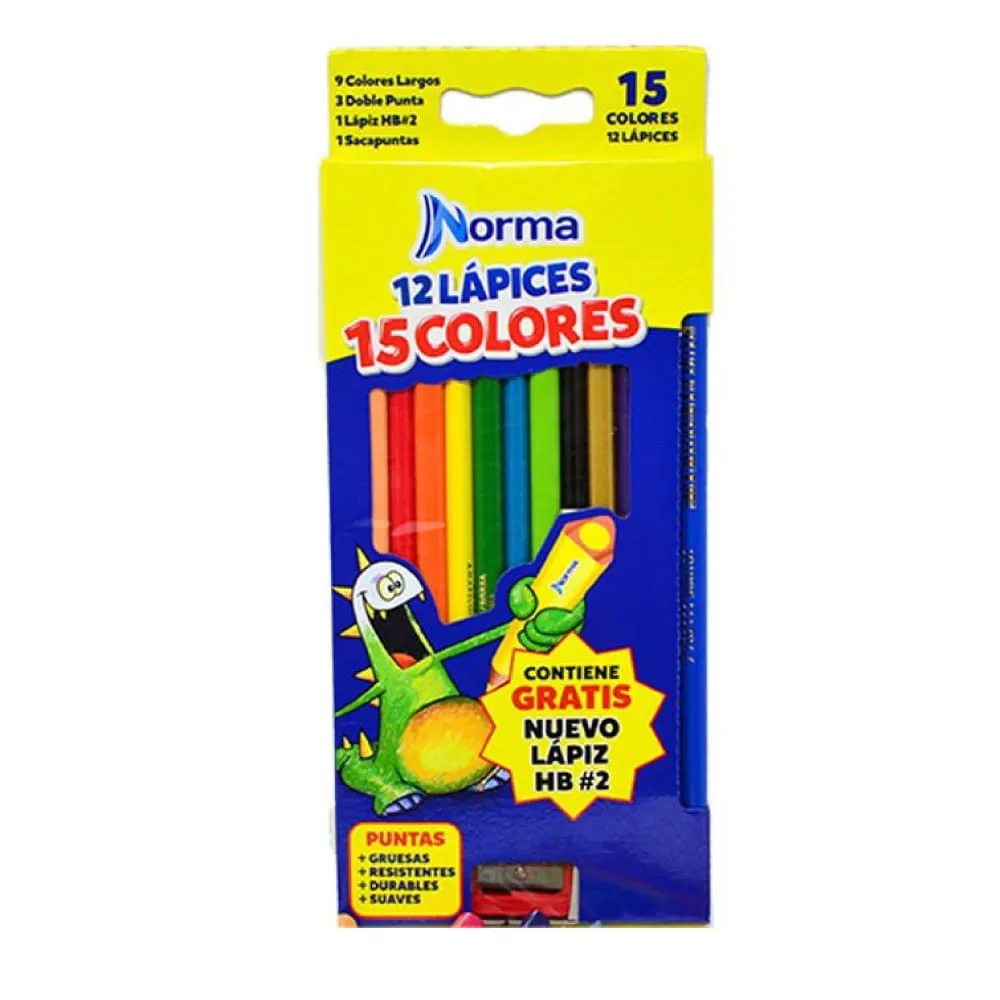 9 Colores Largos
3 Doble Punta
1 Lápiz HB#2
1 Sacapuntas
15
COLORES
12 LÁPICES
Norma
12 LÁPICES
15 COLORES
Norma
CONTIENE
GRATIS
NUEVO
LÁPIZ
HB #2
PUNTAS
+ GRUESAS
+ RESISTENTES
+ DURABLES
+ SUAVES